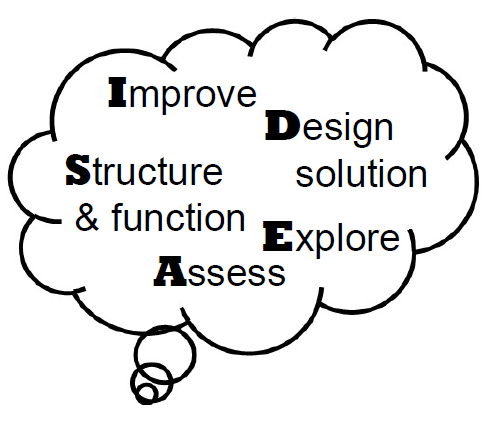 Improve
Design
solution
Structure
& function
Explore
Assess